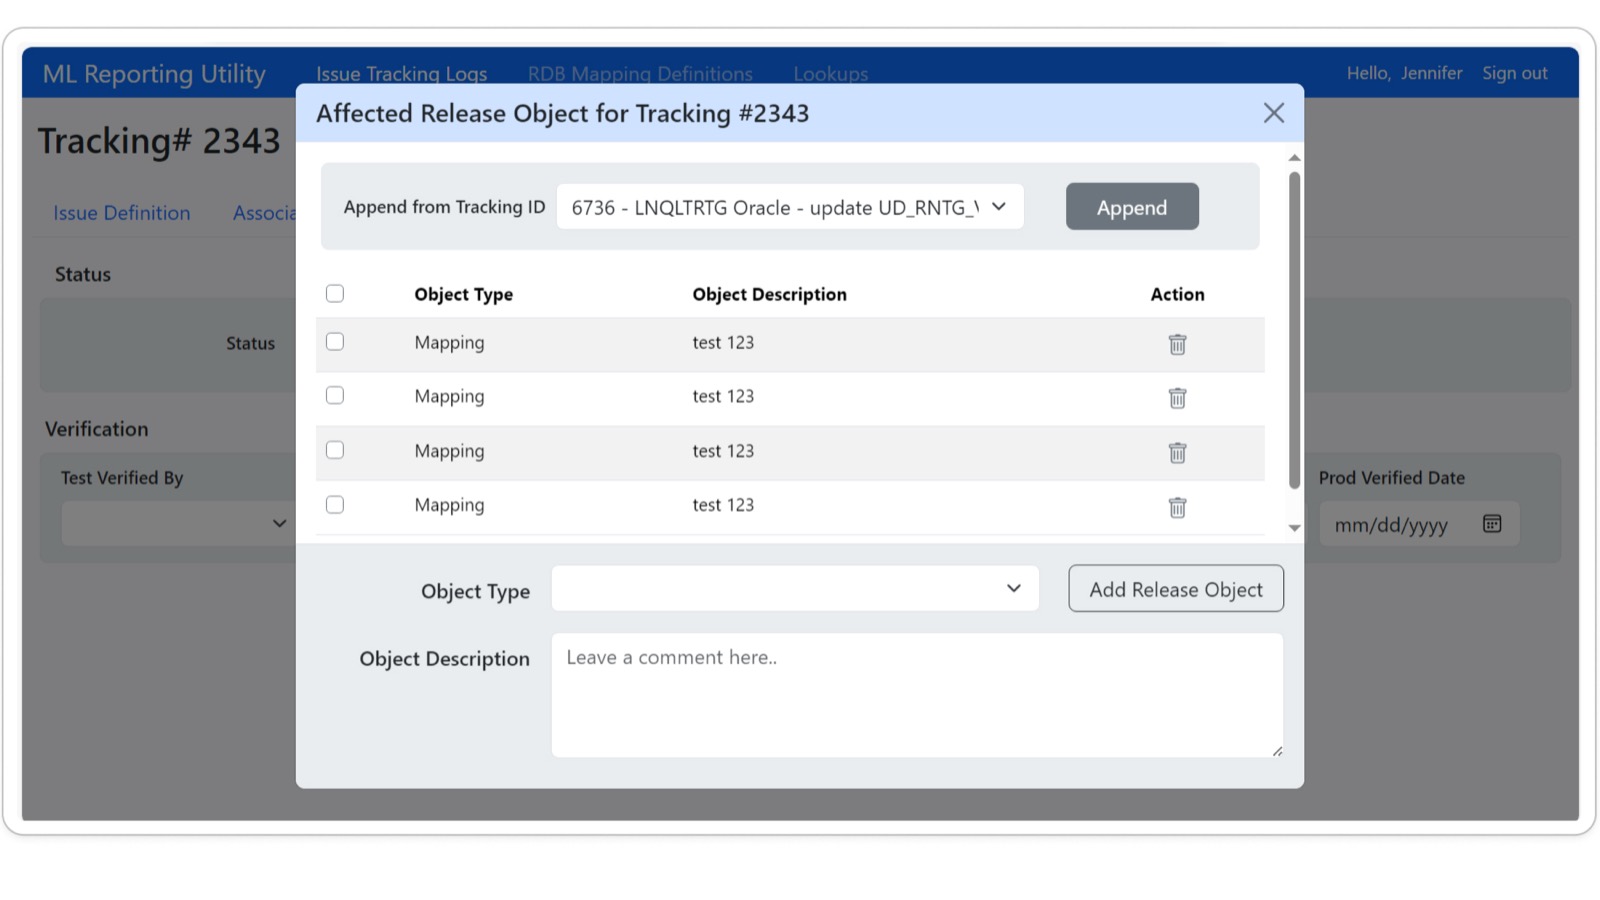 ML Reporting Utility
Issue Tracking Logs
RDB Mapping Definitions
Lookups
Hello, Jennifer
Sign out
Affected Release Object for Tracking #2343
Tracking# 2343
Issue Definition
Associa
Append from Tracking ID
6736 - LNQLTRTG Oracle - update UD_RNTG_
Append
Status
Object Type
Object Description
Action
Status
Mapping
test 123
Mapping
test 123
Verification
Mapping
test 123
Test Verified By
Prod Verified Date
Mapping
test 123
mm/dd/yyyy
Object Type
Add Release Object
Object Description
Leave a comment here..